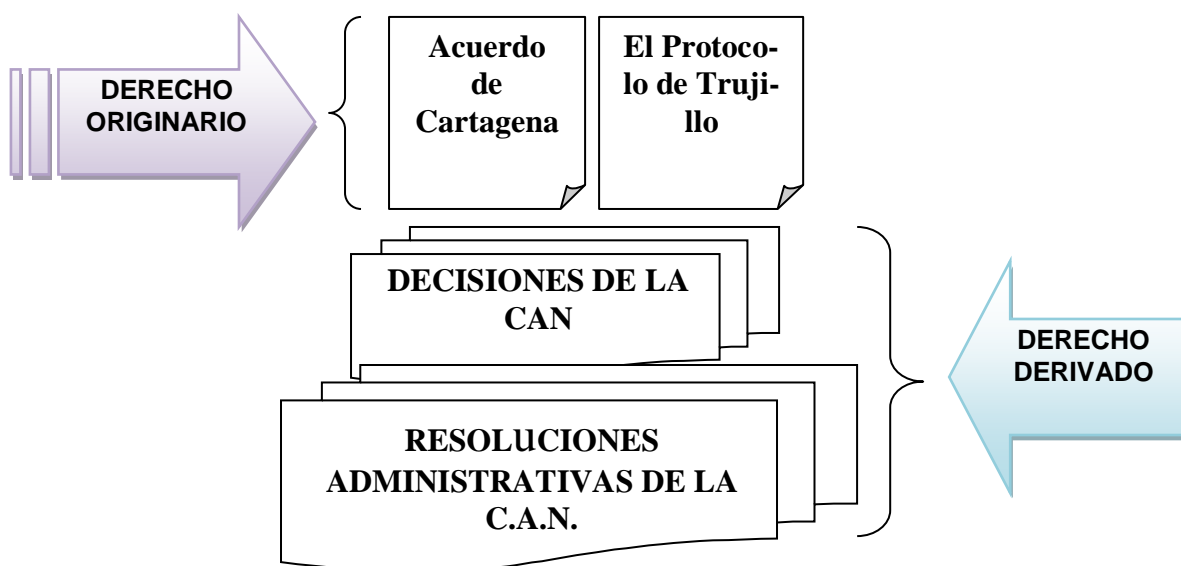 DERECHO
ORIGINARIO
Acuerdo
de
Cartagena
El Protoco-
lo de Truji-
llo
DECISIONES DE LA
CAN
RESOLUCIONES
ADMINISTRATIVAS DE LA
C.A.N.
DERECHO
DERIVADO